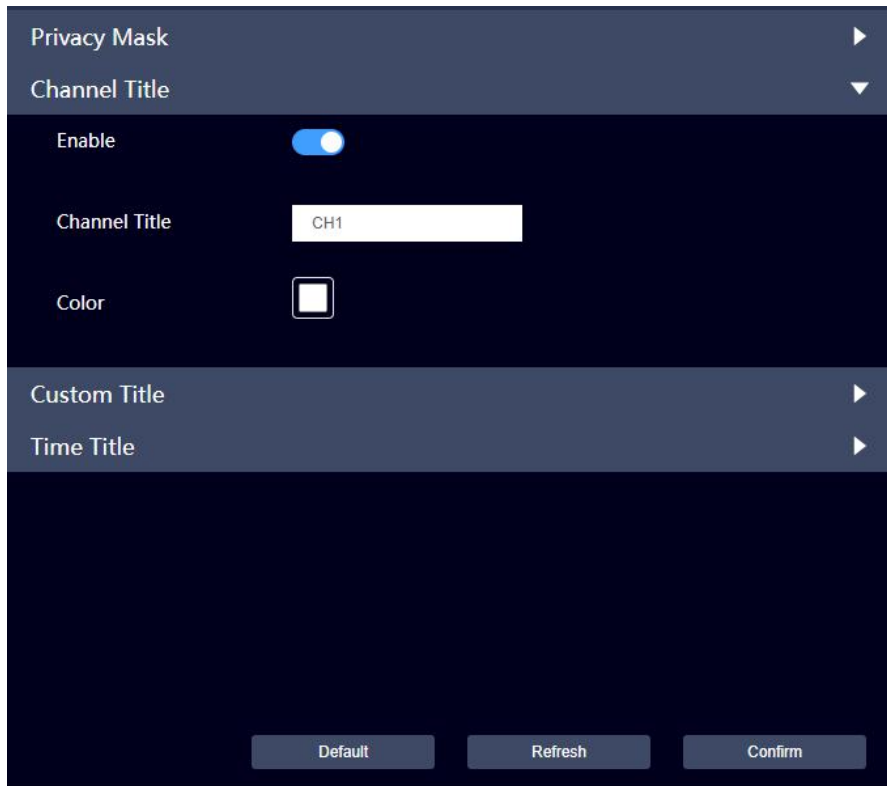 Privacy Mask
Channel Title
Enable
Channel Title CH1
Color
Custom Title
Time Title
Default Refresh Confirm